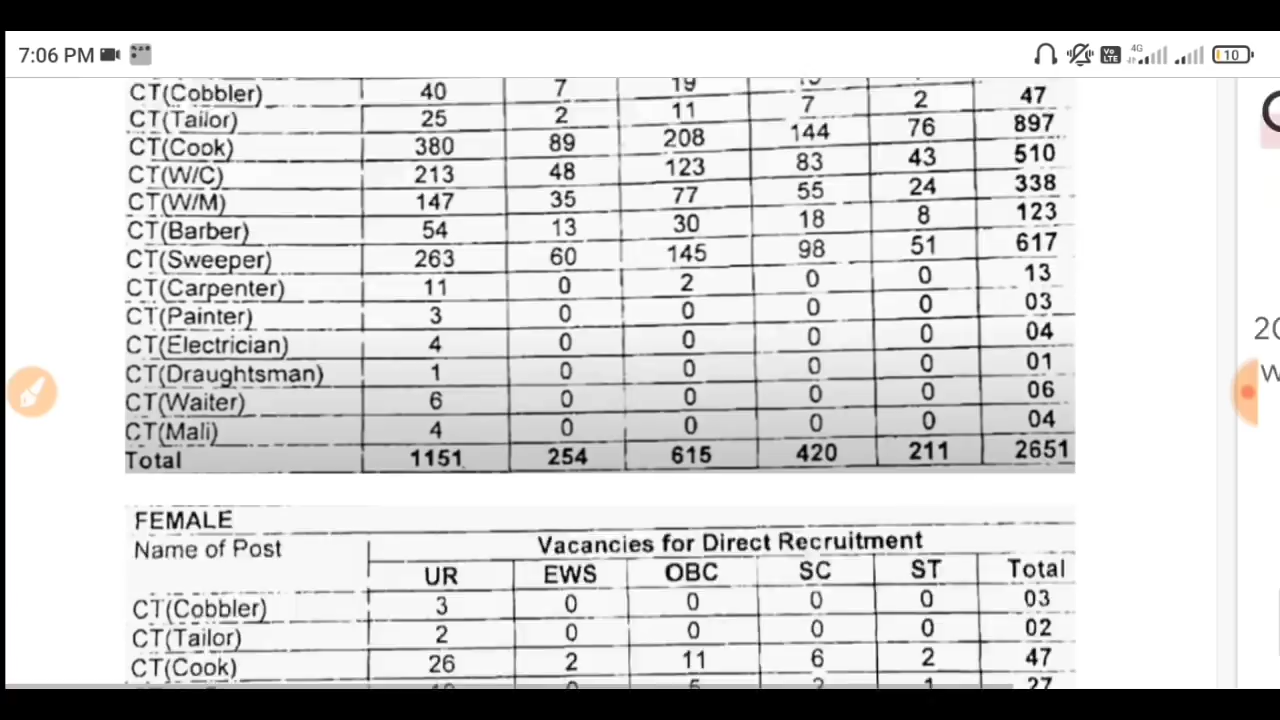 7:06 PM
Vo LTE 4G 10
CT(Cobbler) 40 7 19
CT(Tailor) 25 2 11 7 2 47
CT(Cook) 380 89 208 144 76 897
CT(W/C) 213 48 123 83 43 510
CT(W/M) 147 35 77 55 24 338
CT(Barber) 54 13 30 18 8 123
CT(Sweeper) 263 60 145 98 51 617
CT(Carpenter) 11 0 2 0 0 13
CT(Painter) 3 0 0 0 0 03
CT(Electrician) 4 0 0 0 0 04
CT(Draughtsman) 1 0 0 0 0 01
CT(Waiter) 6 0 0 0 0 06
CT(Mali) 4 0 0 0 0 04
Total 1151 254 615 420 211 2651
FEMALE
Name of Post Vacancies for Direct Recruitment
UR EWS OBC SC ST Total
CT(Cobbler) 3 0 0 0 0 03
CT(Tailor) 2 0 0 0 0 02
CT(Cook) 26 2 11 6 2 47
27